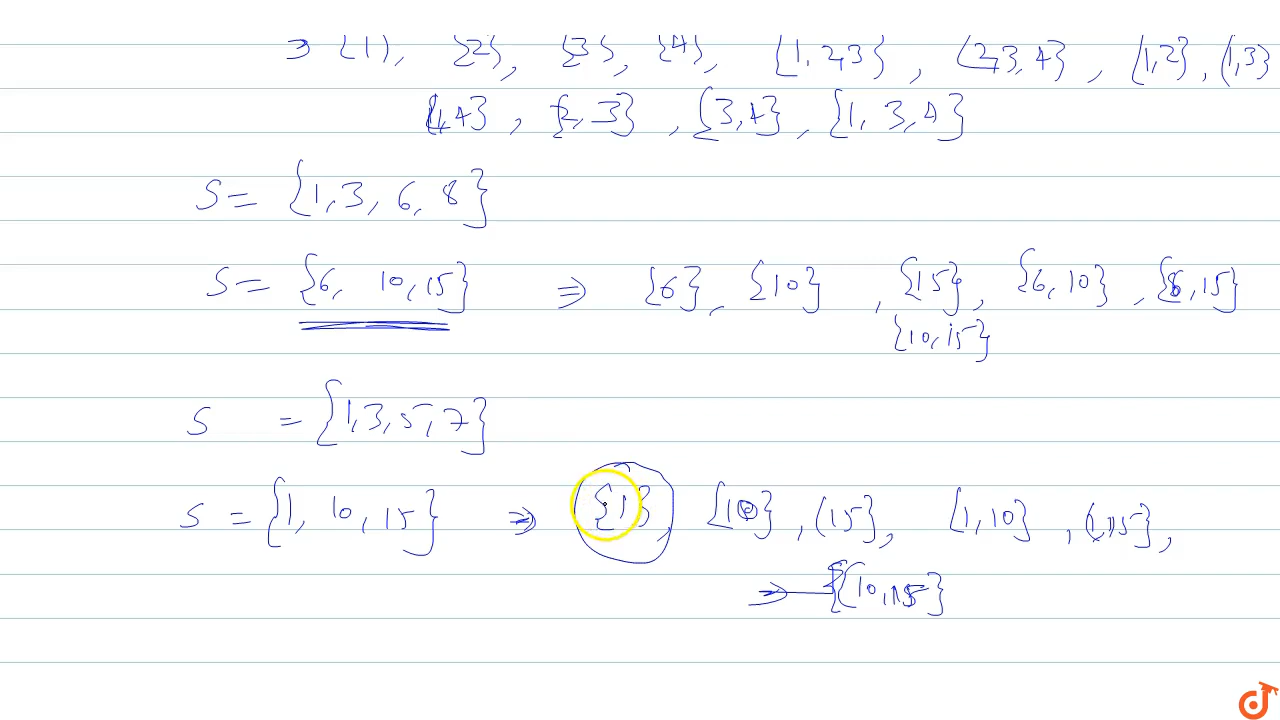 ⇒ {1}, {2}, {3}, {4}, {1, 2, 3}, {2, 3, 4}, {1, 2}, {1, 3}
{1, 4}, {2, 3}, {3, 4}, {1, 3, 4}
S = {1, 3, 6, 8}
S = {6, 10, 15} ⇒ {6}, {10}, {15}, {6, 10}, {6, 15}
{10, 15}
S = {1, 3, 5, 7}
S = {1, 10, 15} ⇒ {1}, {10}, (15}, {1, 10}, {1, 15},
⇒ {10, 15}